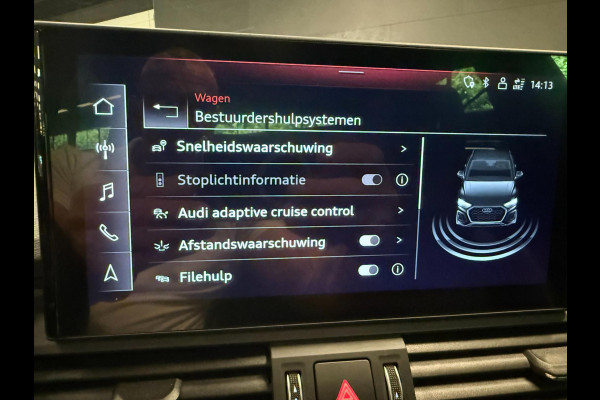 14:13
Wagen
Bestuurdershulpsystemen
Snelheidswaarschuwing
Stoplichtinformatie
Audi adaptive cruise control
Afstandswaarschuwing
Filehulp